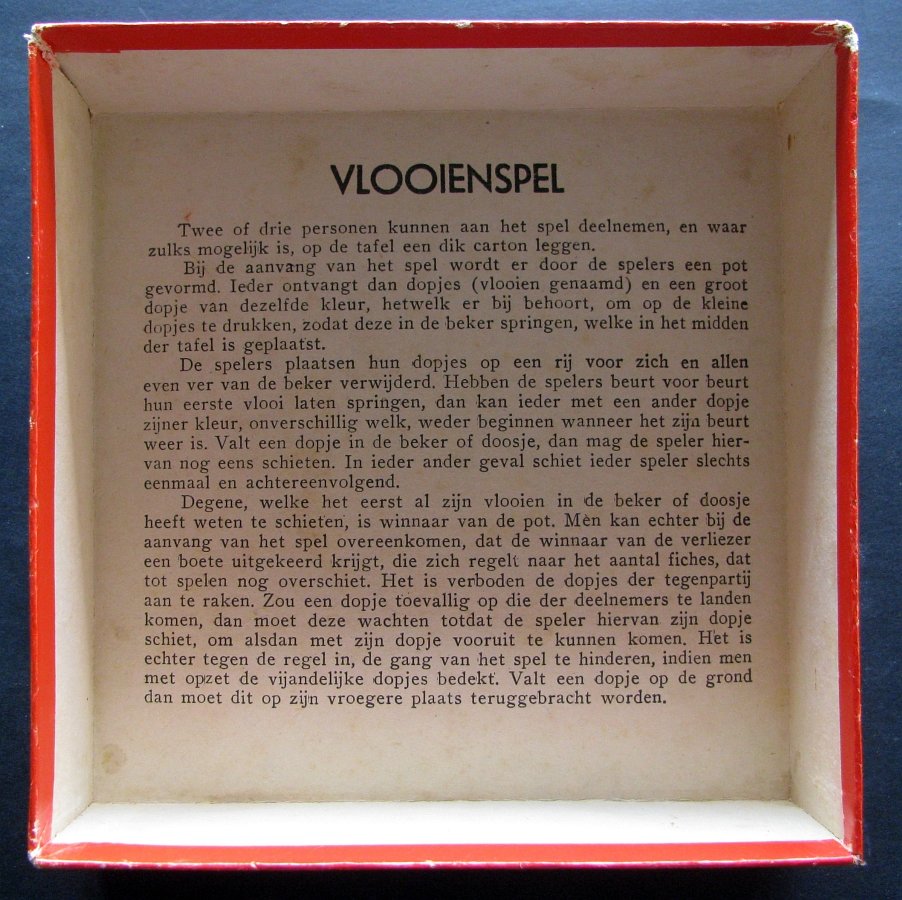 VLOOIENSPEL
Twee of drie personen kunnen aan het spel deelnemen, en waar
zulks mogelijk is, op de tafel een dik carton leggen.
Bij de aanvang van het spel wordt er door de spelers een pot
gevormd. Ieder ontvangt dan dopjes (vlooien genaamd) en een groot
dopje van dezelfde kleur, hetwelk er bij behoort, om op de kleine
dopjes te drukken, zodat deze in de beker springen, welke in het midden
der tafel is geplaatst.
De spelers plaatsen hun dopjes op een rij voor zich en allen
even ver van de beker verwijderd. Hebben de spelers beurt voor beurt
hun eerste vlooi laten springen, dan kan ieder met een ander dopje
zijner kleur, onverschillig welk, weder beginnen wanneer het zijn beurt
weer is. Valt een dopje in de beker of doosje, dan mag de speler hier-
van nog eens schieten. In ieder ander geval schiet ieder speler slechts
eenmaal en achtereenvolgend.
Degene, welke het eerst al zijn vlooien in de beker of doosje
heeft weten te schieten, is winnaar van de pot. Men kan echter bij de
aanvang van het spel overeenkomen, dat de winnaar van de verliezer
een boete uitgekeerd krijgt, die zich regelt naar het aantal fiches, dat
tot spelen nog overschiet. Het is verboden de dopjes der tegenpartij
aan te raken. Zou een dopje toevallig op die der deelnemers te landen
komen, dan moet deze wachten totdat de speler hiervan zijn dopje
schiet, om alsdan met zijn dopje vooruit te kunnen komen. Het is
echter tegen de regel in, de gang van het spel te hinderen, indien men
met opzet de vijandelijke dopjes bedekt. Valt een dopje op de grond
dan moet dit op zijn vroegere plaats teruggebracht worden.